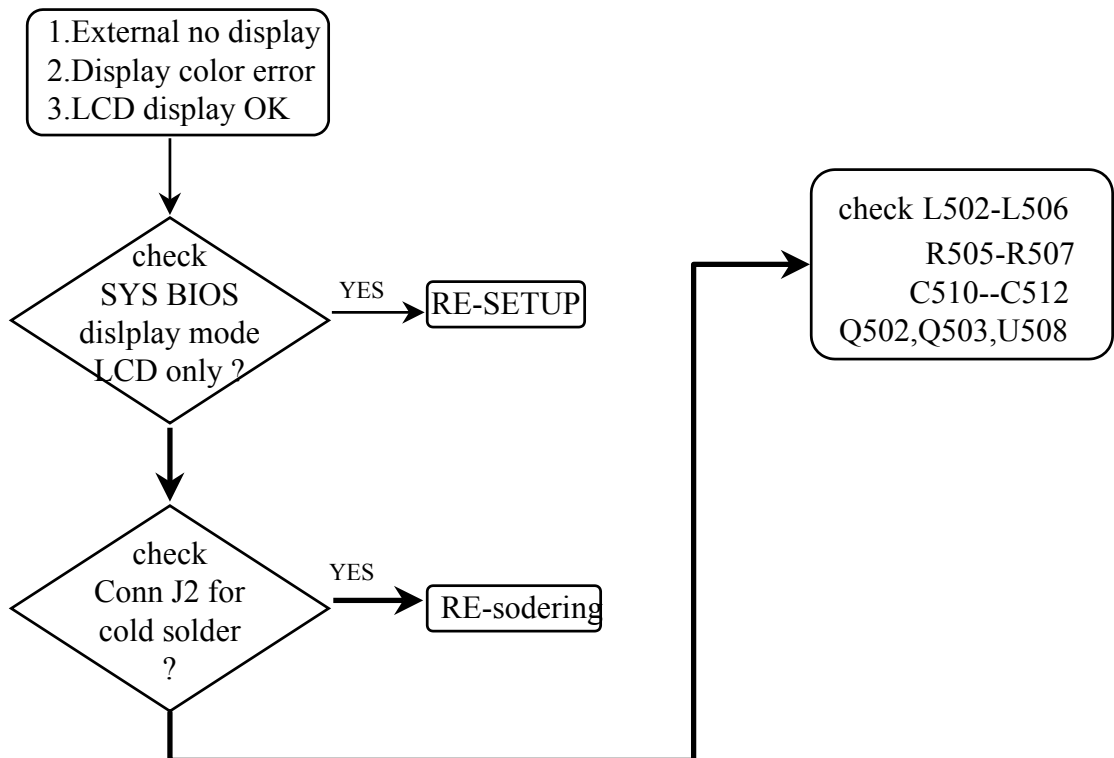 1.External no display
2.Display color error
3.LCD display OK
check
SYS BIOS
dislplay mode
LCD only ?
YES
RE-SETUP
check
Conn J2 for
cold solder
?
YES
RE-sodering
check L502-L506
R505-R507
C510--C512
Q502,Q503,U508